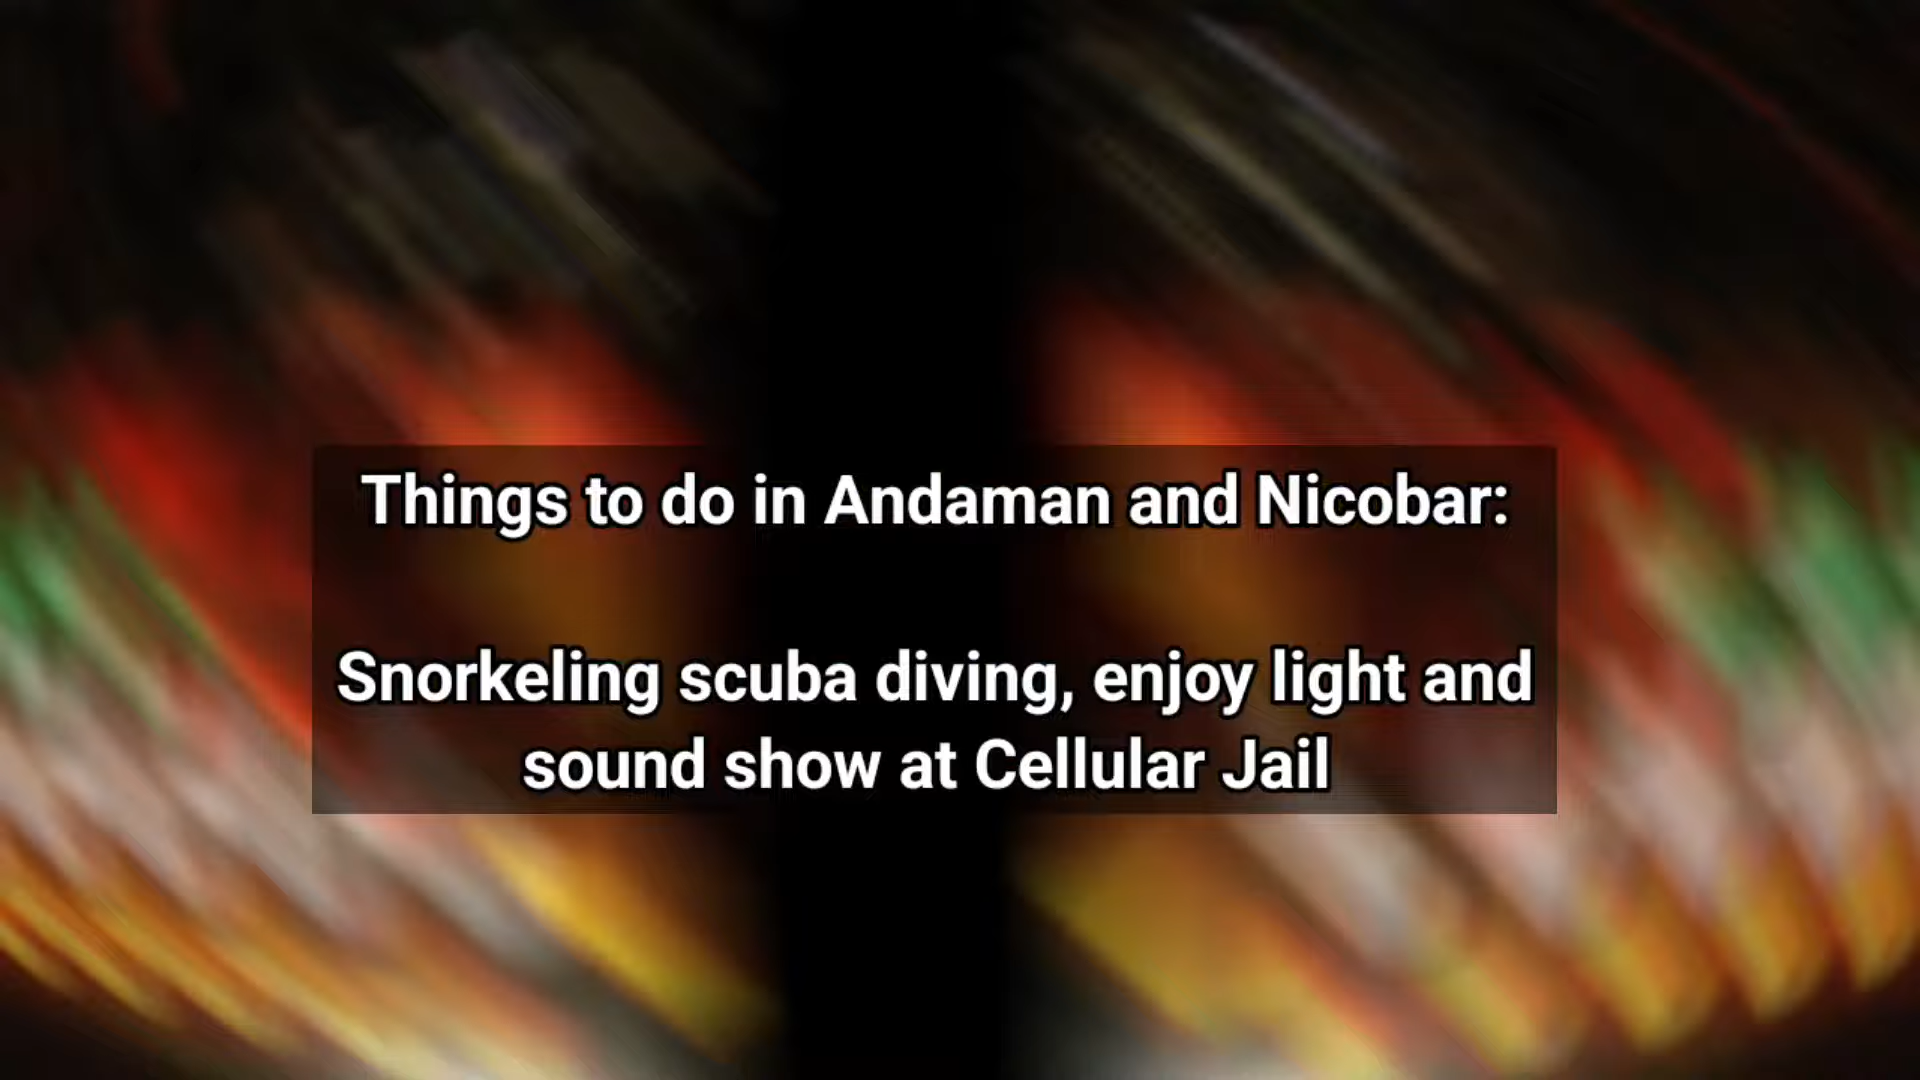 Things to do in Andaman and Nicobar:
Snorkeling scuba diving, enjoy light and
sound show at Cellular Jail